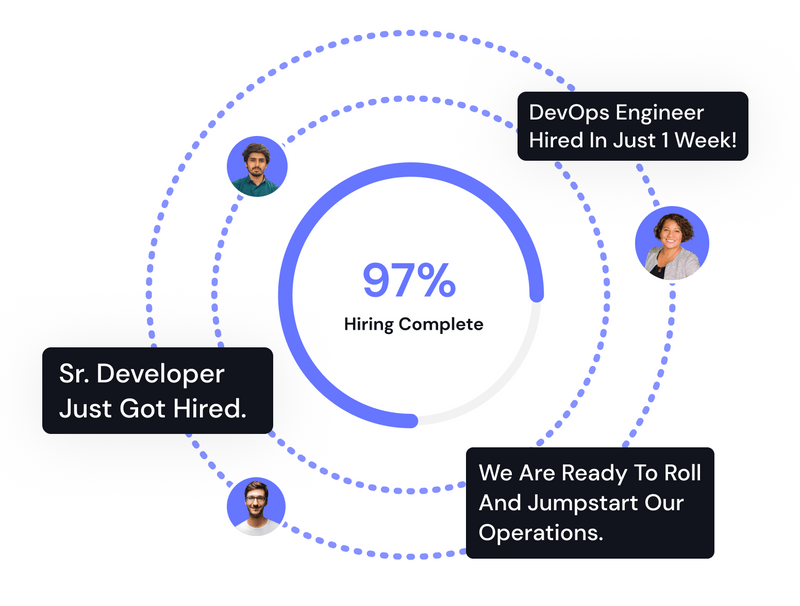 DevOps Engineer
Hired In Just 1 Week!
97%
Hiring Complete
Sr. Developer
Just Got Hired.
We Are Ready To Roll
And Jumpstart Our
Operations.